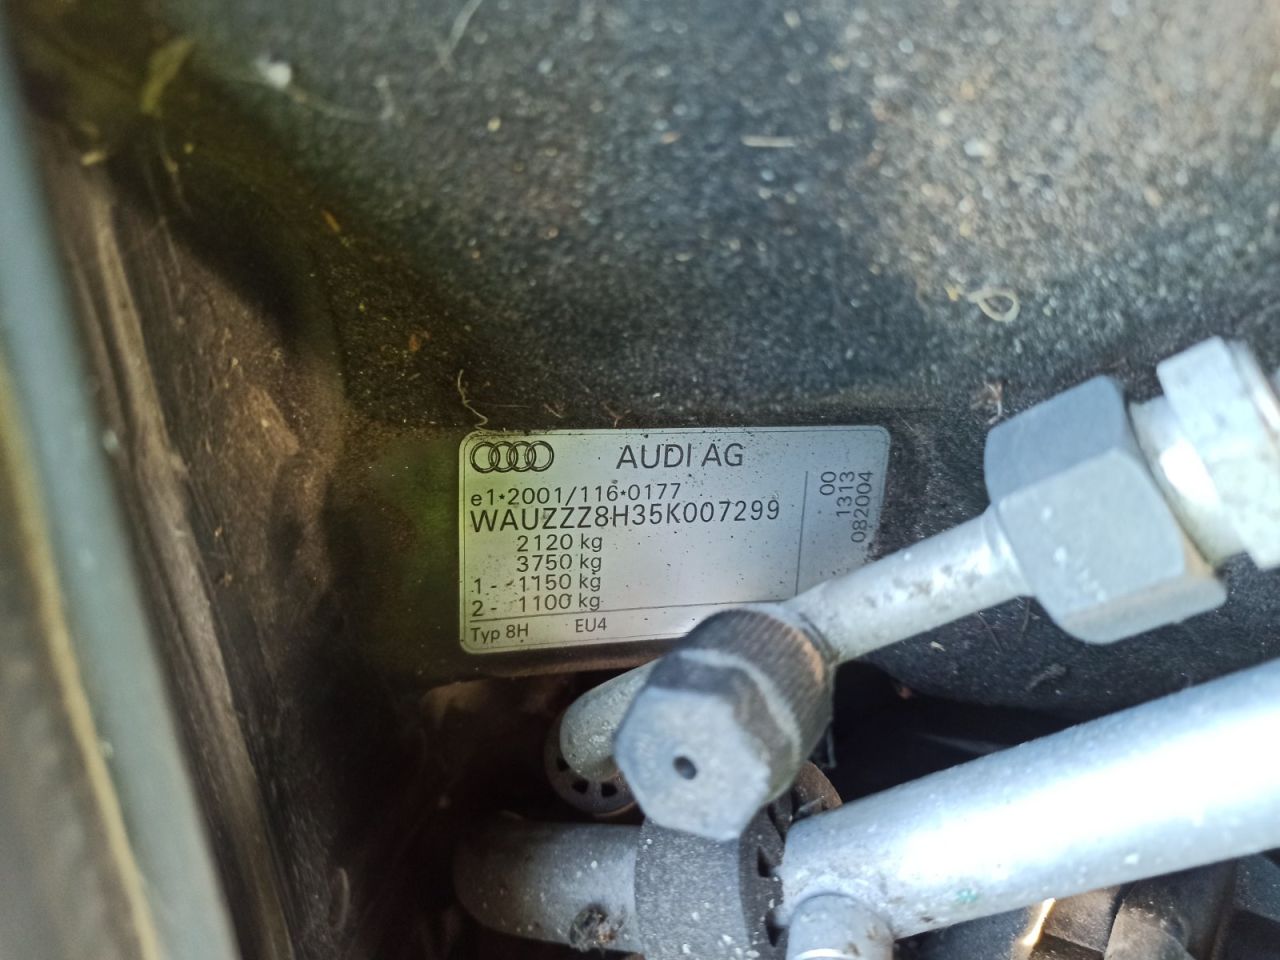 AUDI AG
e1*2001/116*0177
WAUZZZ8H35K007299
2120 kg
3750 kg
1 - 1150 kg
2 - 1100 kg
Typ 8H EU4
00
1313
082004